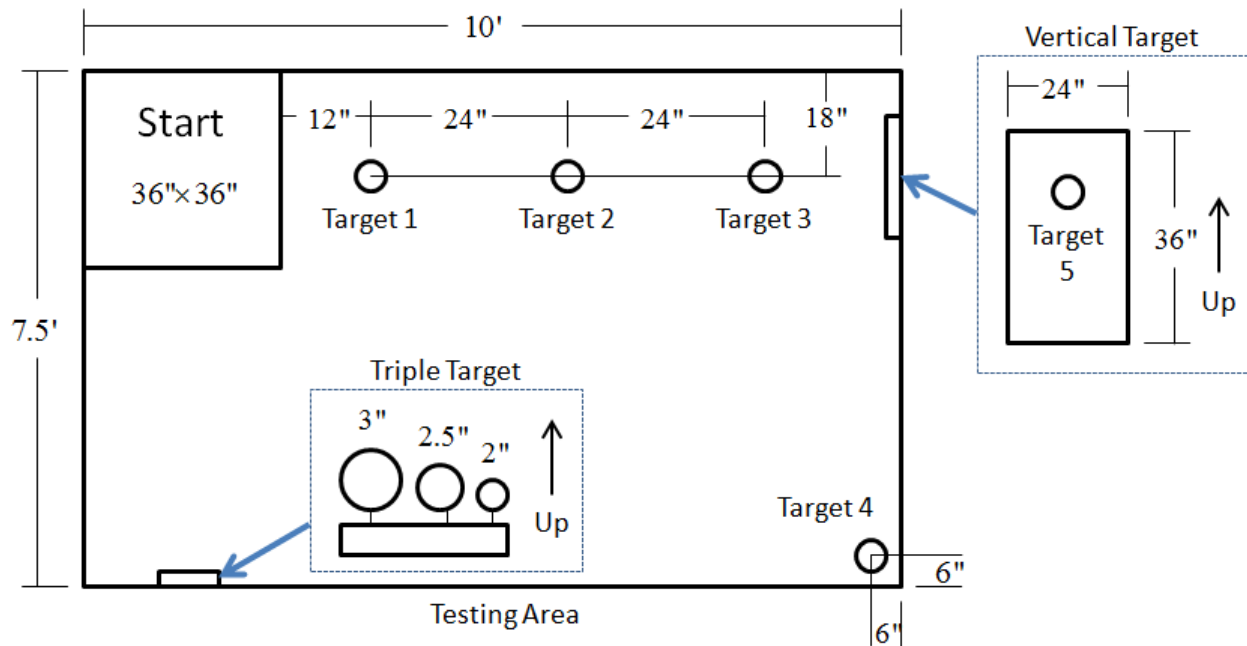 10'
Vertical Target
Start
36"×36"
12"
24"
24"
18"
24"
Target 1
Target 2
Target 3
Target
5
36"
Up
7.5'
Triple Target
3"
2.5"
2"
Up
Target 4
6"
Testing Area
6"